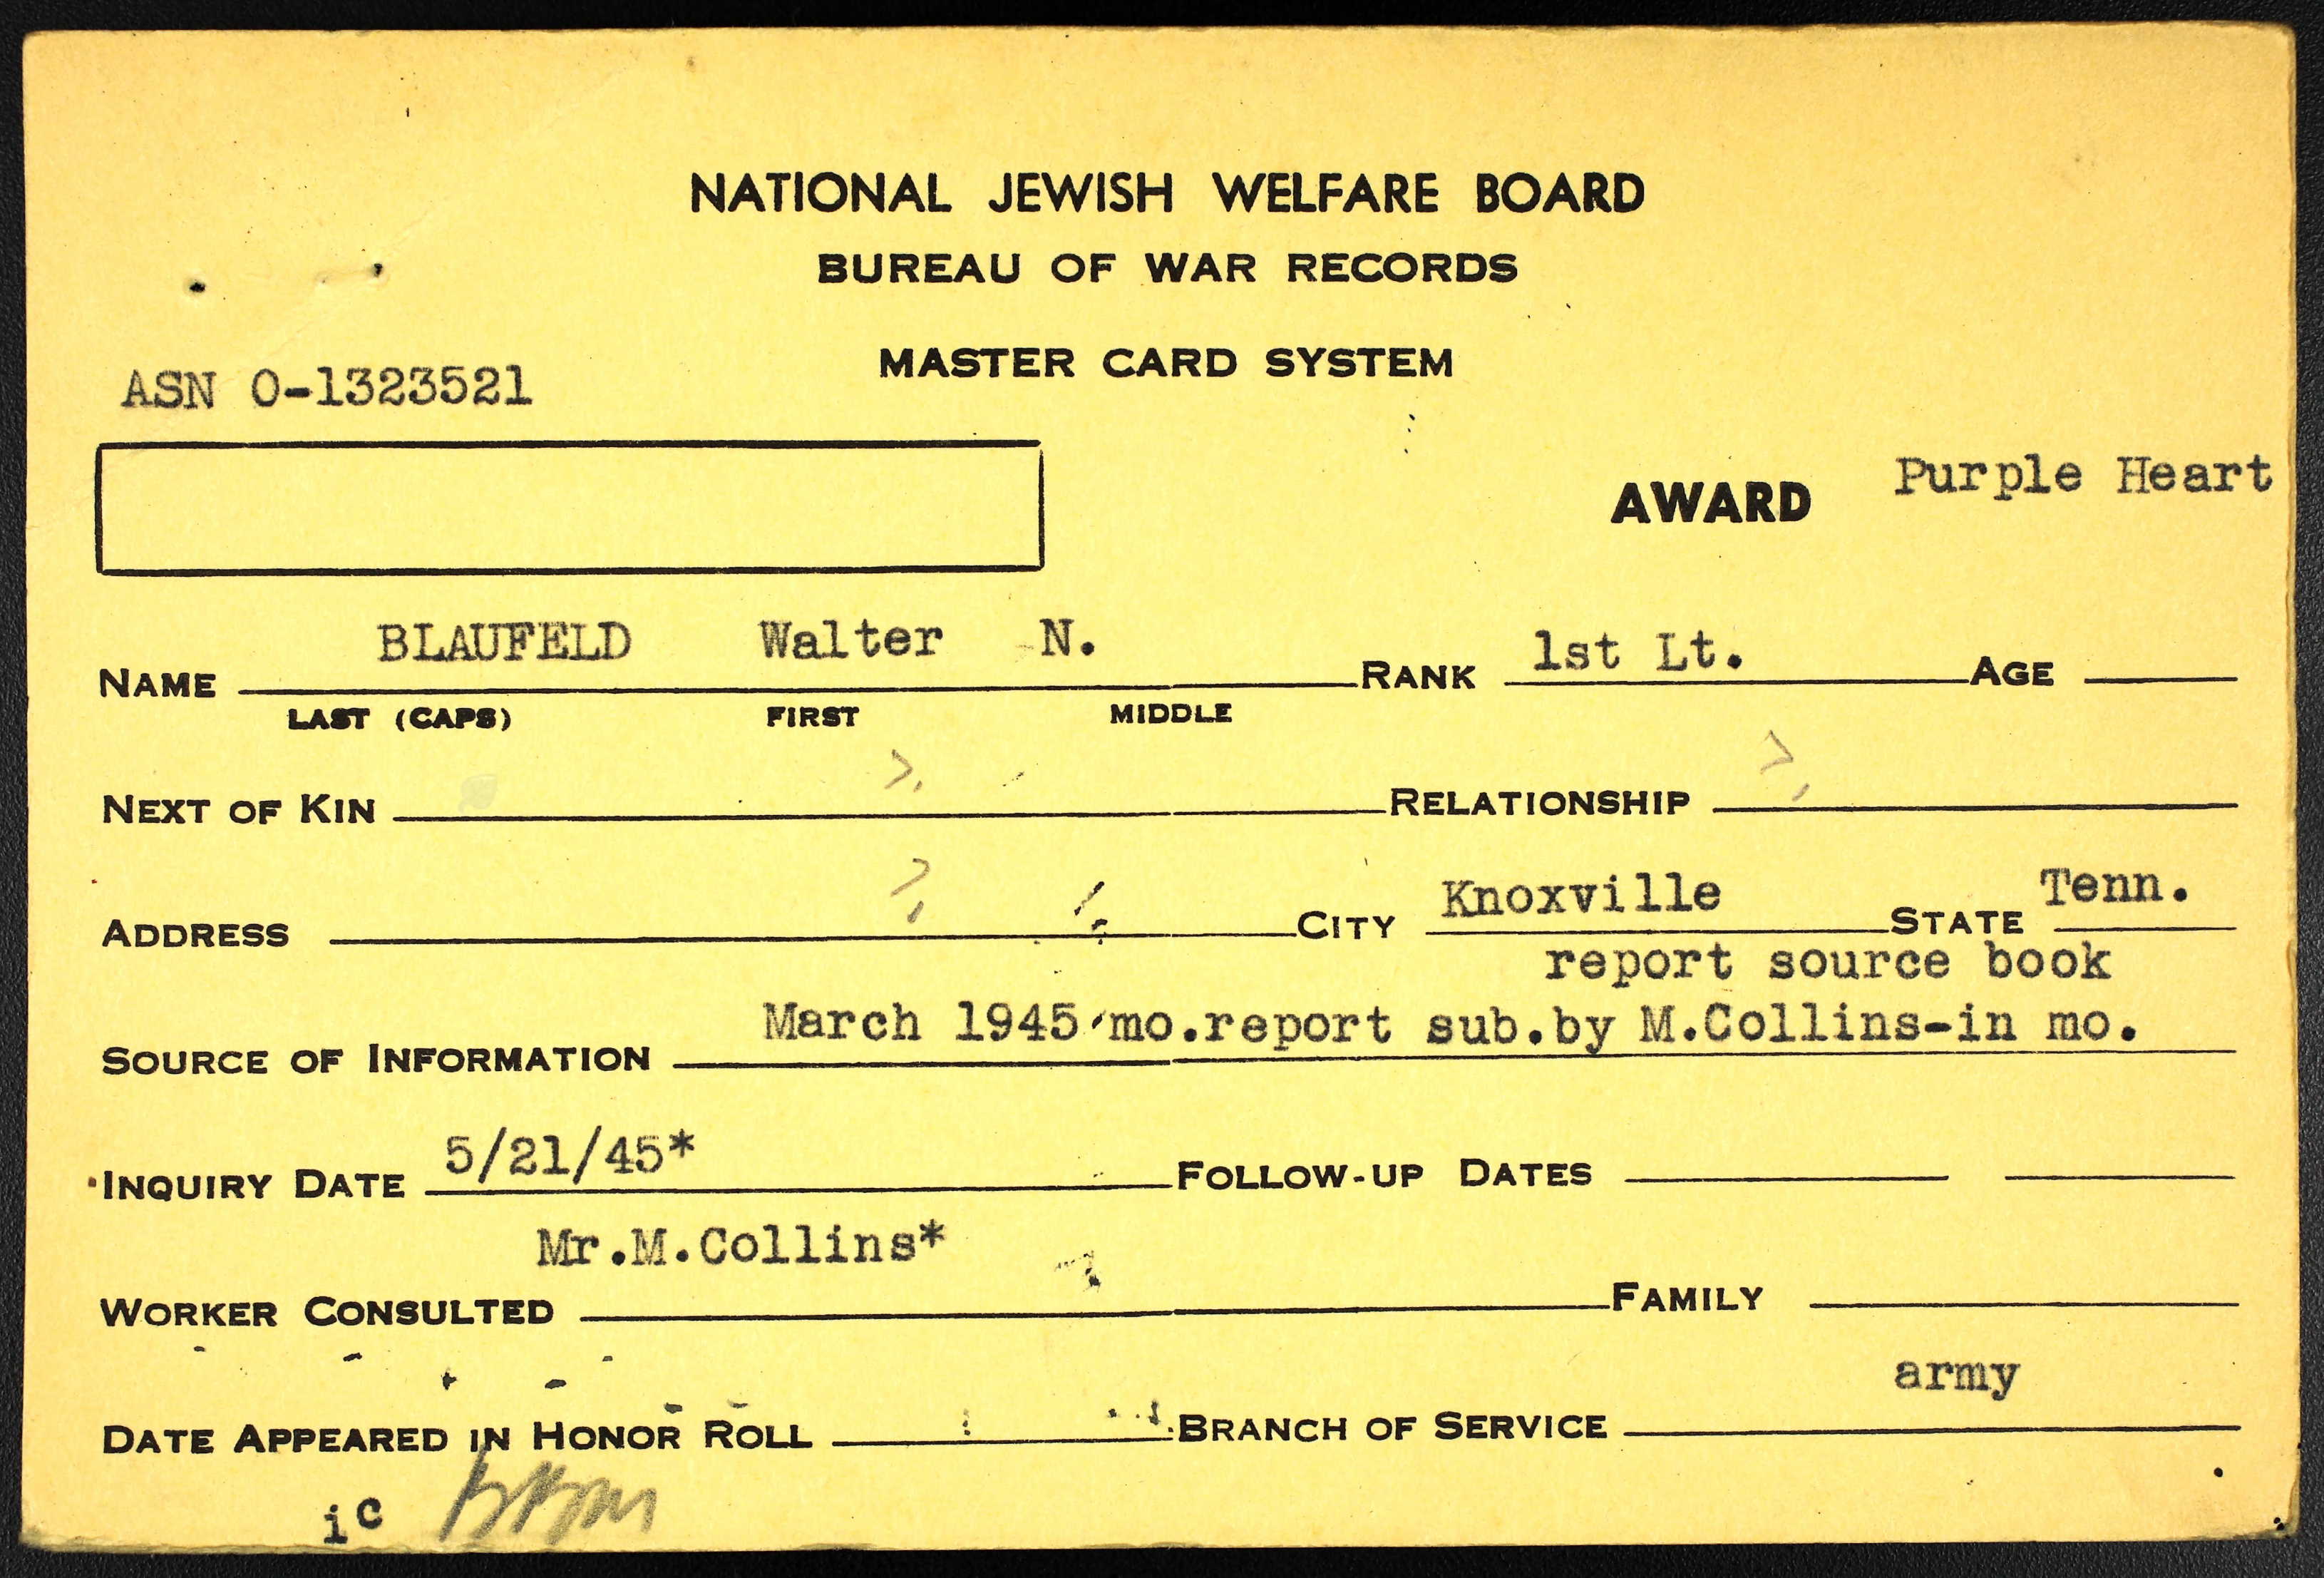 NATIONAL JEWISH WELFARE BOARD
BUREAU OF WAR RECORDS
MASTER CARD SYSTEM
ASN O-1323521
AWARD Purple Heart
NAME BLAUFELD Walter N. RANK 1st Lt. AGE
LAST (CAPS) FIRST MIDDLE
NEXT OF KIN ? RELATIONSHIP ?
ADDRESS ? CITY Knoxville STATE Tenn.
report source book
SOURCE OF INFORMATION March 1945 mo.report sub.by M.Collins-in mo.
INQUIRY DATE 5/21/45* FOLLOW-UP DATES
Mr.M.Collins*
WORKER CONSULTED FAMILY
army
DATE APPEARED IN HONOR ROLL BRANCH OF SERVICE
ic